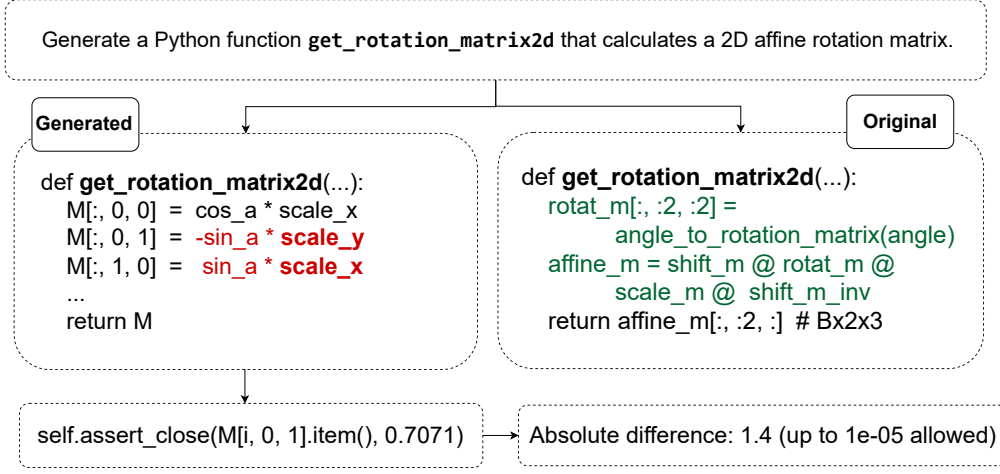 Generate a Python function get_rotation_matrix2d that calculates a 2D affine rotation matrix.
Generated
def get_rotation_matrix2d(...):
M[:, 0, 0] = cos_a * scale_x
M[:, 0, 1] = -sin_a * scale_y
M[:, 1, 0] = sin_a * scale_x
...
return M
Original
def get_rotation_matrix2d(...):
rotat_m[:, :2, :2] =
angle_to_rotation_matrix(angle)
affine_m = shift_m @ rotat_m @
scale_m @ shift_m_inv
return affine_m[:, :2, :] # Bx2x3
self.assert_close(M[i, 0, 1].item(), 0.7071)
Absolute difference: 1.4 (up to 1e-05 allowed)